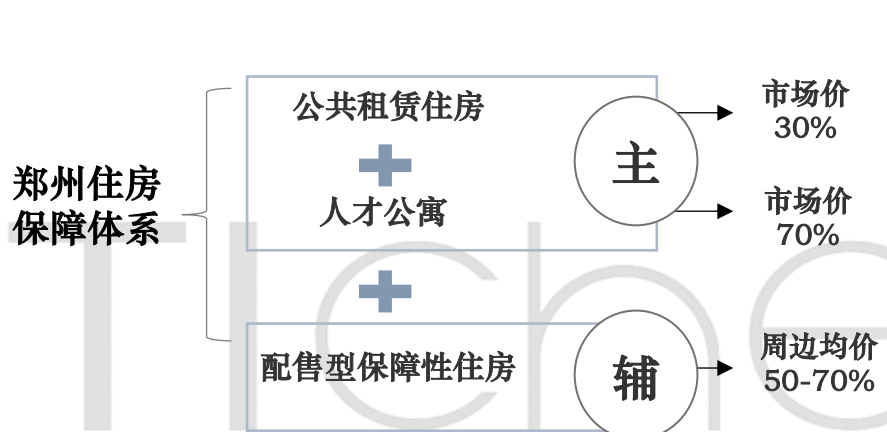 郑州住房
保障体系
公共租赁住房
人才公寓
主
市场价
30%
市场价
70%
配售型保障性住房
辅
周边均价
50-70%
Tiche